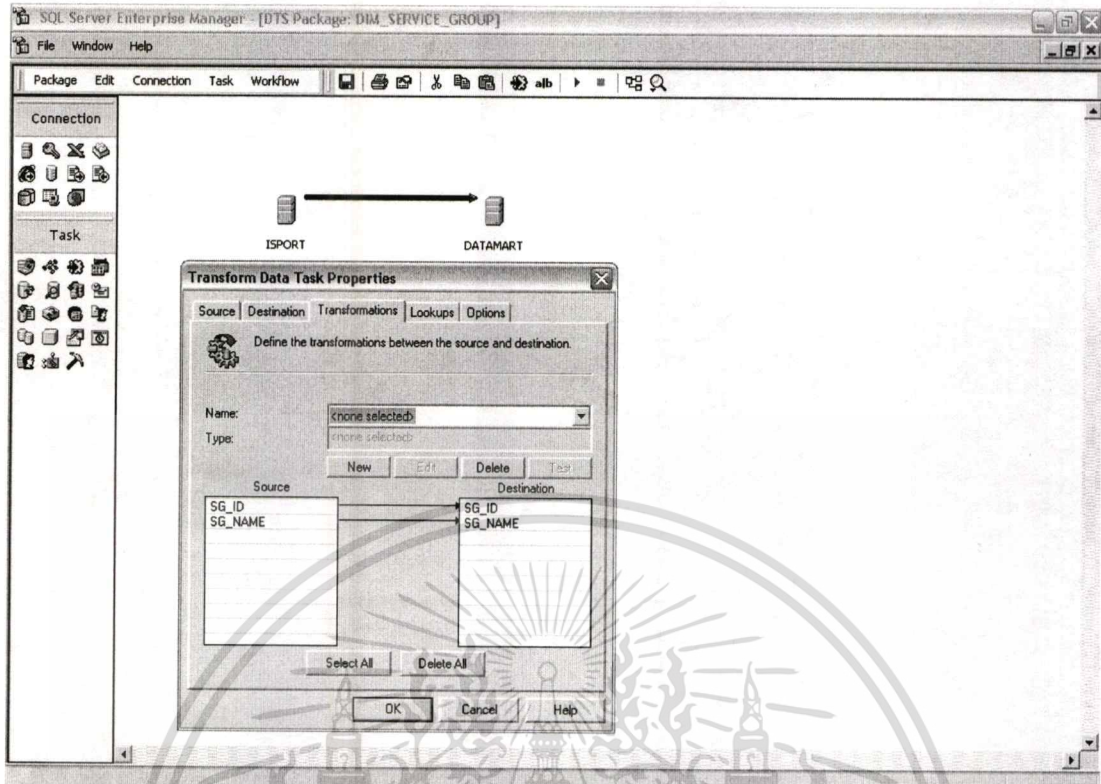 SQL Server Enterprise Manager - [DTS Package: DIM_SERVICE_GROUP]
File Window Help
Package Edit Connection Task Workflow
alb
Connection
Task
ISPORT
DATAMART
Transform Data Task Properties
Source Destination Transformations Lookups Options
Define the transformations between the source and destination.
Name: <none selected>
Type: <none selected>
New Edit Delete Test
Source Destination
SG_ID SG_ID
SG_NAME SG_NAME
Select All Delete All
OK Cancel Help